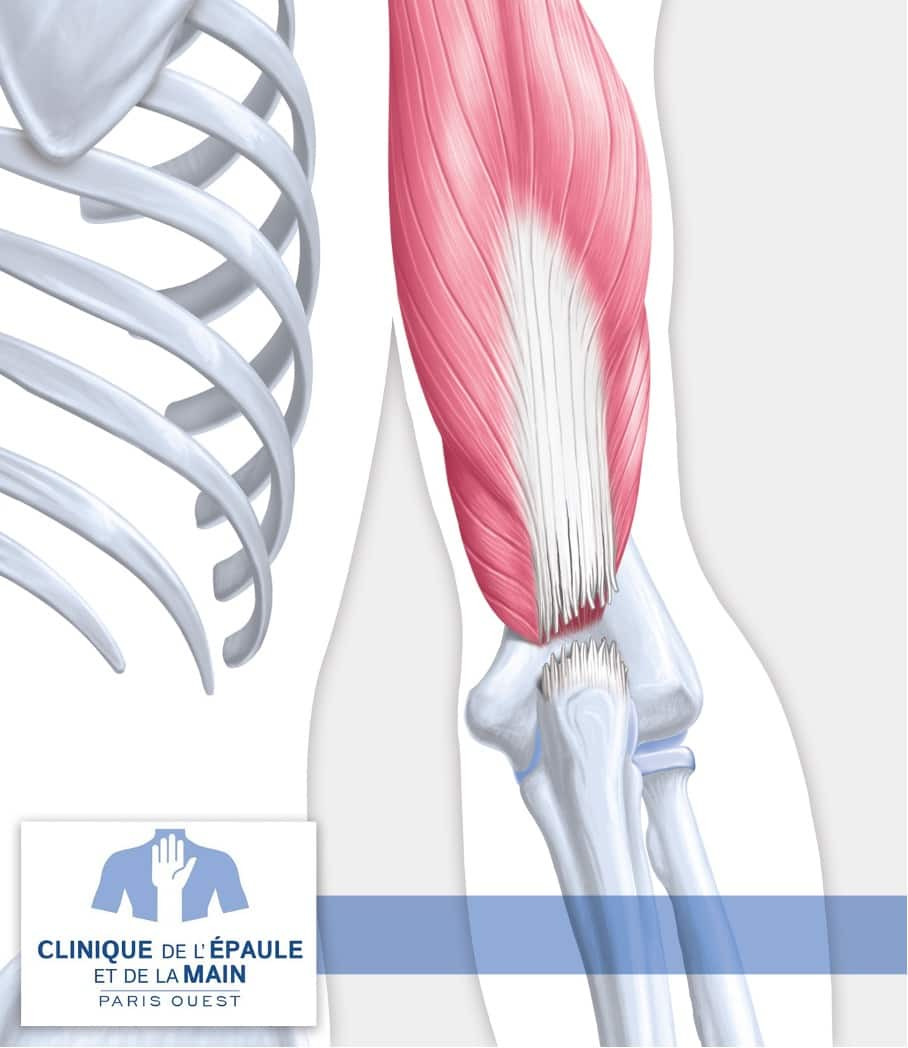 CLINIQUE DE L'ÉPAULE
ET DE LA MAIN
PARIS OUEST